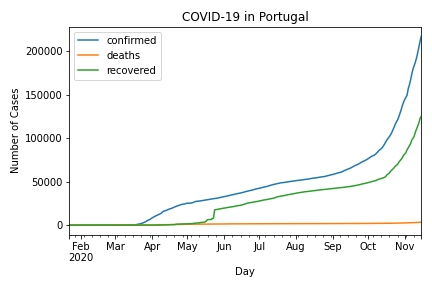 COVID-19 in Portugal
confirmed
deaths
recovered
Number of Cases
200000
150000
100000
50000
0
Feb Mar Apr May Jun Jul Aug Sep Oct Nov
2020
Day